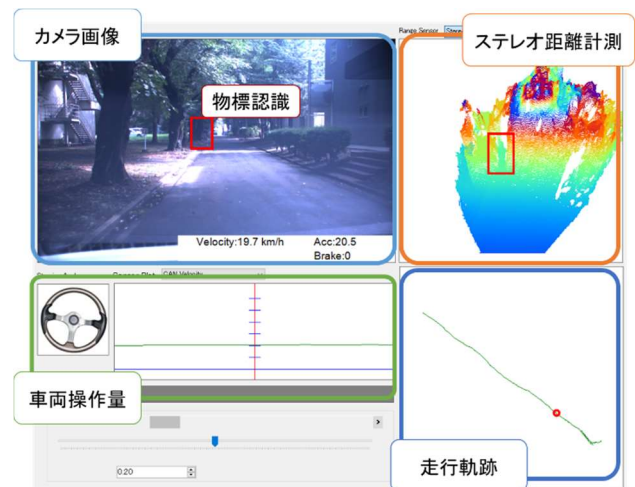 カメラ画像
Range Sensor
ステレオ距離計測
物標認識
Velocity:19.7 km/h
Acc:20.5
Brake:0
CAN Velocity
車両操作量
0.20
走行軌跡